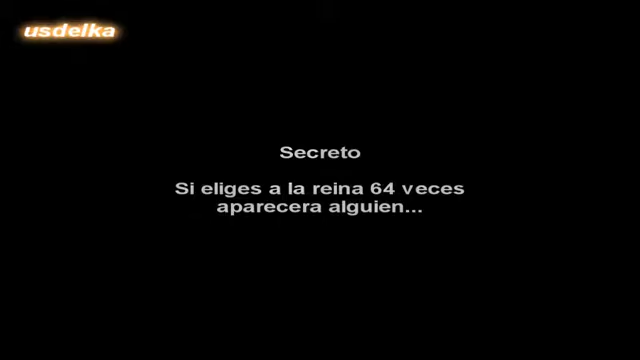 usdelka
Secreto
Si eliges a la reina 64 veces
aparecera alguien...